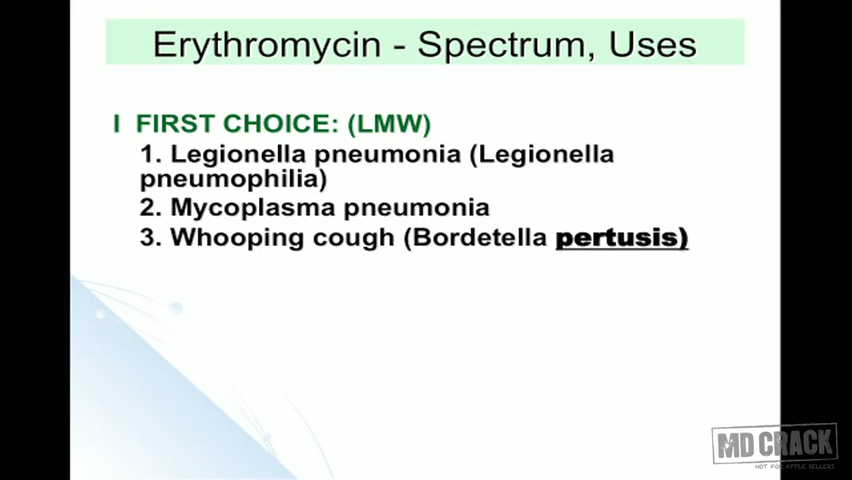 Erythromycin - Spectrum, Uses
I FIRST CHOICE: (LMW)
1. Legionella pneumonia (Legionella
pneumophilia)
2. Mycoplasma pneumonia
3. Whooping cough (Bordetella pertusis)
MD CRACK
NOT FOR APPLE SELLERS